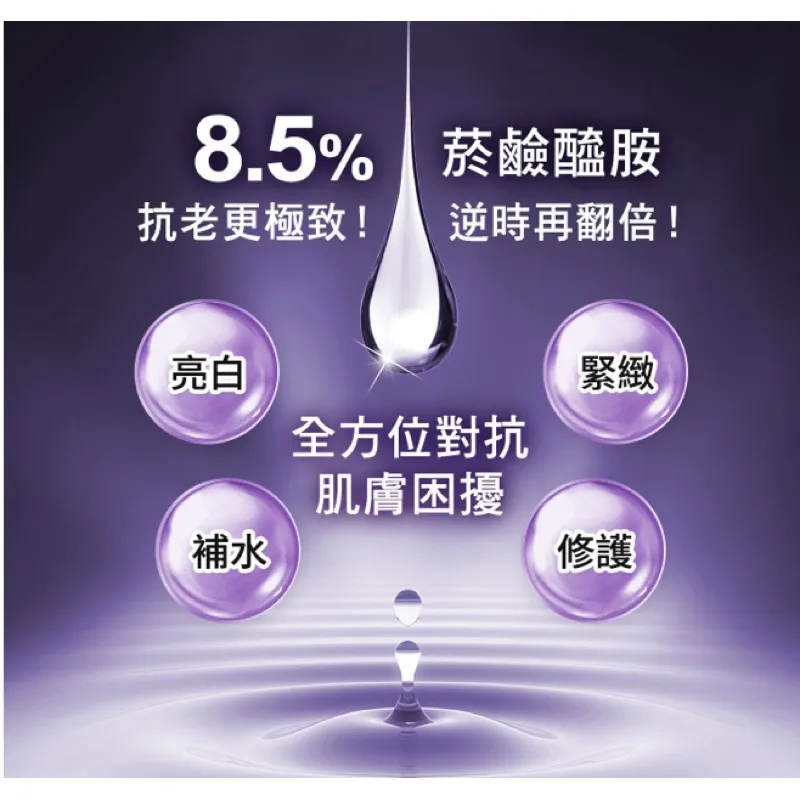 8.5% 菸鹼醯胺
抗老更極致! 逆時再翻倍!
亮白
緊緻
全方位對抗
肌膚困擾
補水
修護